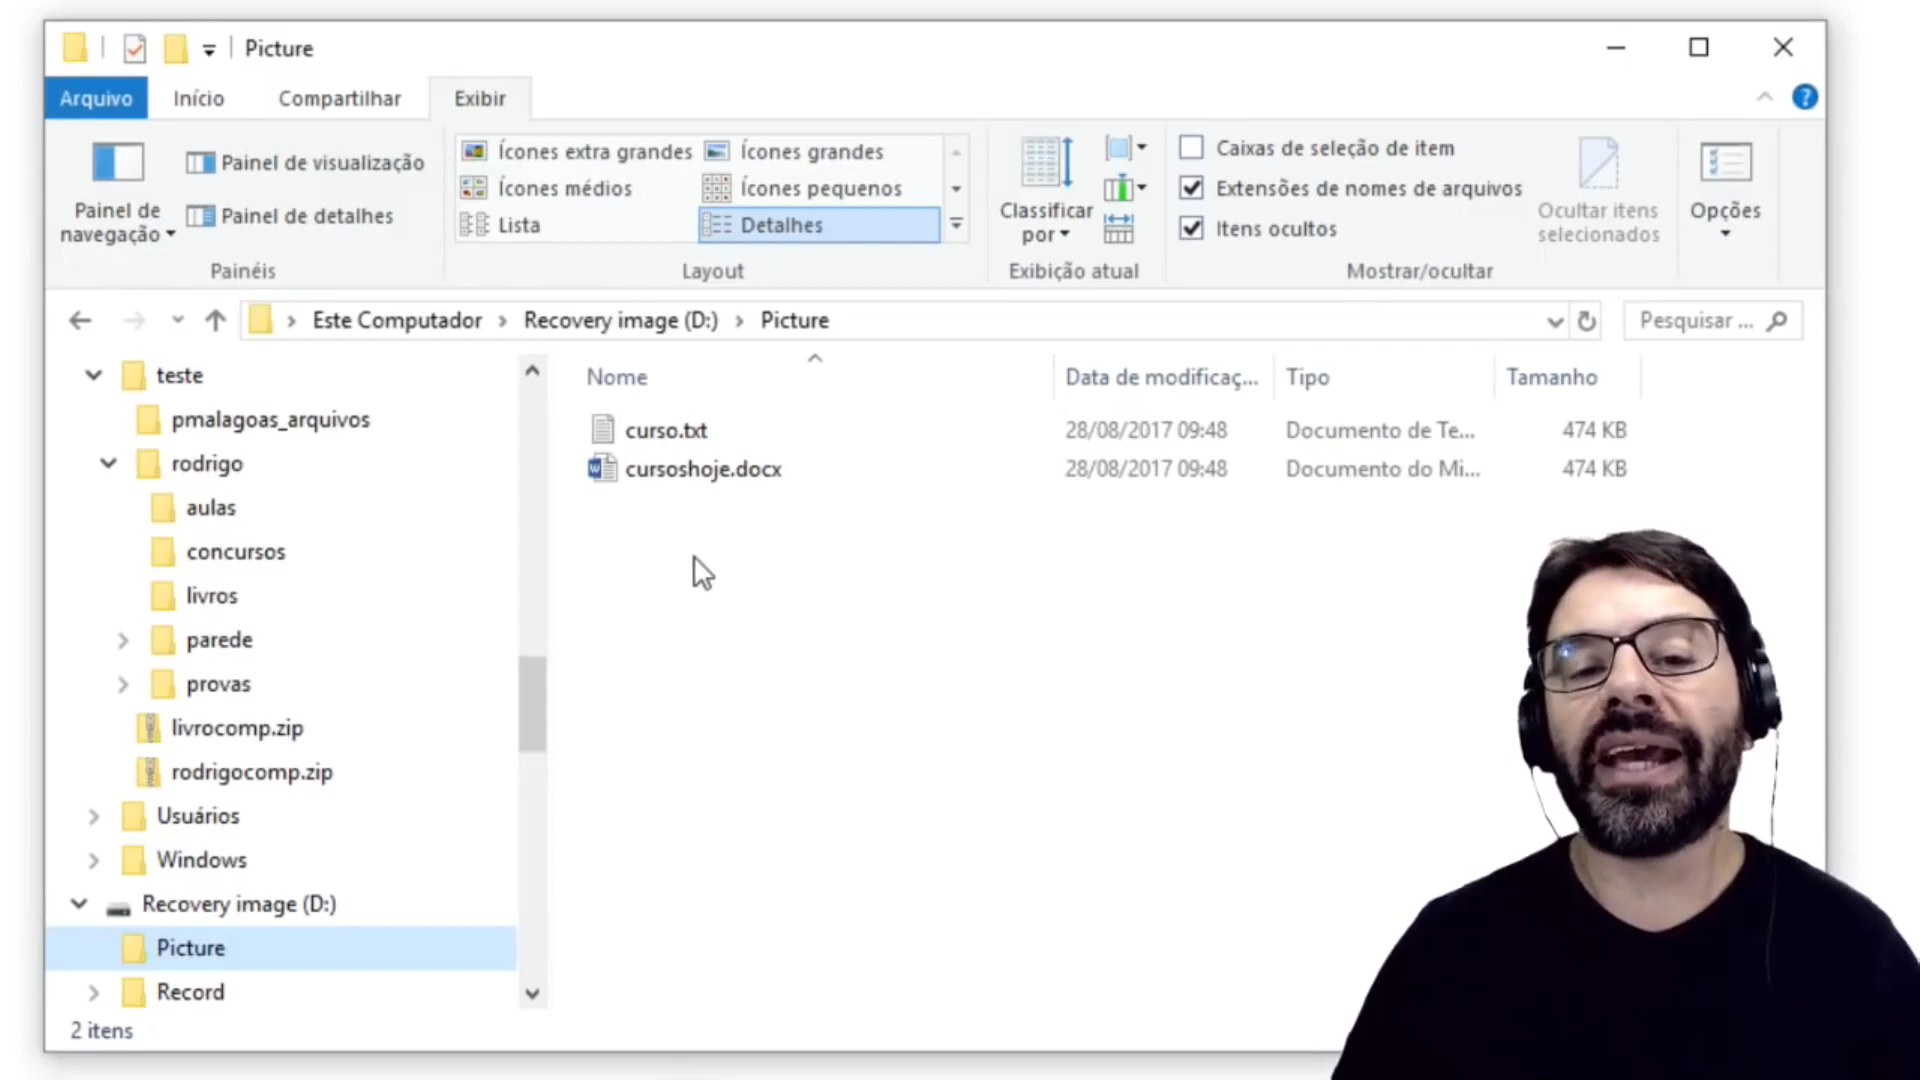 Picture
Arquivo Início Compartilhar Exibir
Painel de navegação
Painel de visualização
Painel de detalhes
Painéis
Ícones extra grandes Ícones grandes
Ícones médios Ícones pequenos
Lista Detalhes
Layout
Classificar por
Exibição atual
Caixas de seleção de item
Extensões de nomes de arquivos
Itens ocultos
Ocultar itens selecionados
Mostrar/ocultar
Opções
Este Computador > Recovery image (D:) > Picture
Pesquisar ...
teste
pmalagoas_arquivos
rodrigo
aulas
concursos
livros
parede
provas
livrocomp.zip
rodrigocomp.zip
Usuários
Windows
Recovery image (D:)
Picture
Record
Nome Data de modificaç... Tipo Tamanho
curso.txt 28/08/2017 09:48 Documento de Te... 474 KB
cursoshoje.docx 28/08/2017 09:48 Documento do Mi... 474 KB
2 itens